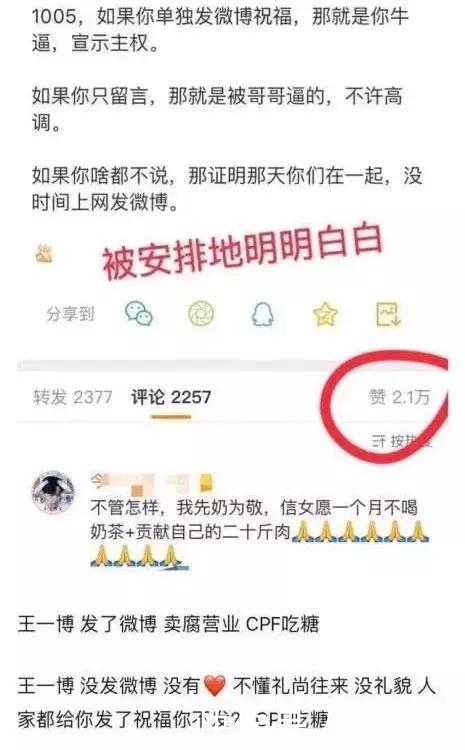 1005，如果你单独发微博祝福，那就是你牛
逼，宣示主权。
如果你只留言，那就是被哥哥逼的，不许高
调。
如果你啥都不说，那证明那天你们在一起，没
时间上网发微博。
被安排地明明白白
分享到
转发 2377 评论 2257 赞 2.1万
按热度
今
不管怎样，我先奶为敬，信女愿一个月不喝
奶茶+贡献自己的二十斤肉🙏🙏🙏🙏🙏🙏🙏
🙏🙏🙏🙏🙏
王一博 发了微博 卖腐营业 CPF吃糖
王一博 没发微博 没有❤️ 不懂礼尚往来 没礼貌 人
家都给你发了祝福你 CPF吃糖